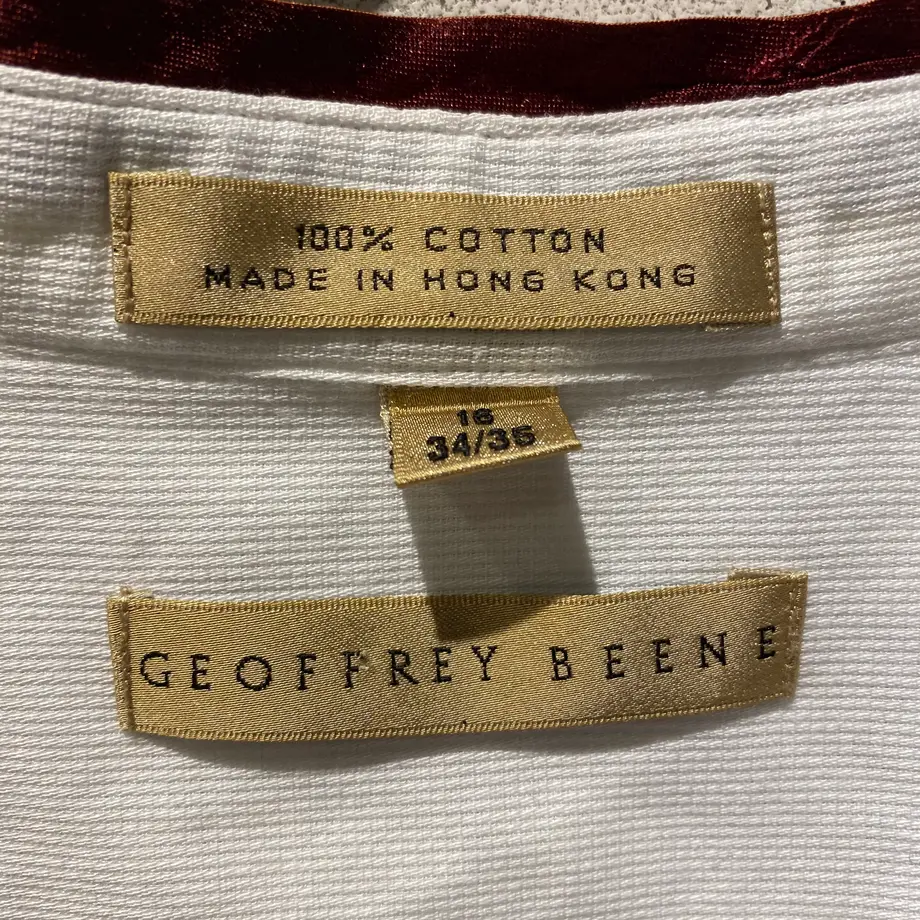 100% COTTON
MADE IN HONG KONG
16
34/35
GEOFFREY BEENE